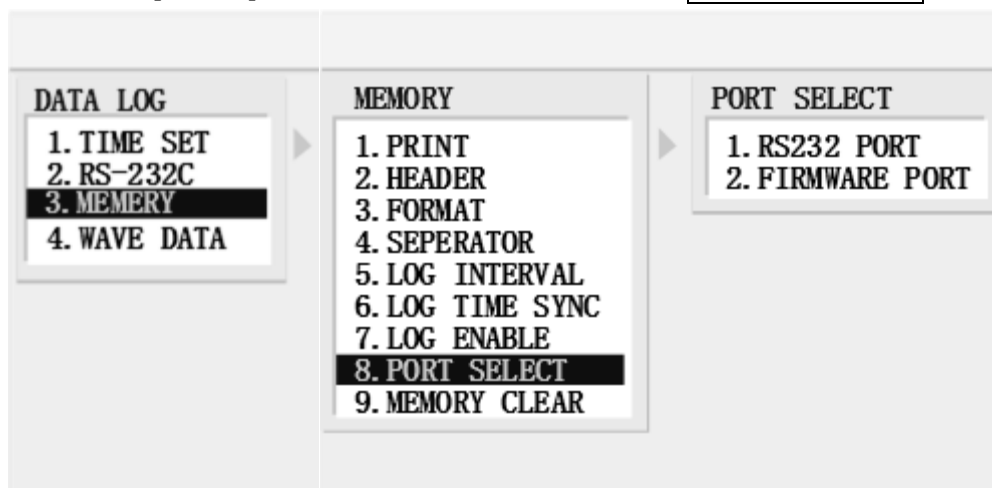 DATA LOG
1. TIME SET
2. RS-232C
3. MEMERY
4. WAVE DATA
MEMORY
1. PRINT
2. HEADER
3. FORMAT
4. SEPERATOR
5. LOG INTERVAL
6. LOG TIME SYNC
7. LOG ENABLE
8. PORT SELECT
9. MEMORY CLEAR
PORT SELECT
1. RS232 PORT
2. FIRMWARE PORT